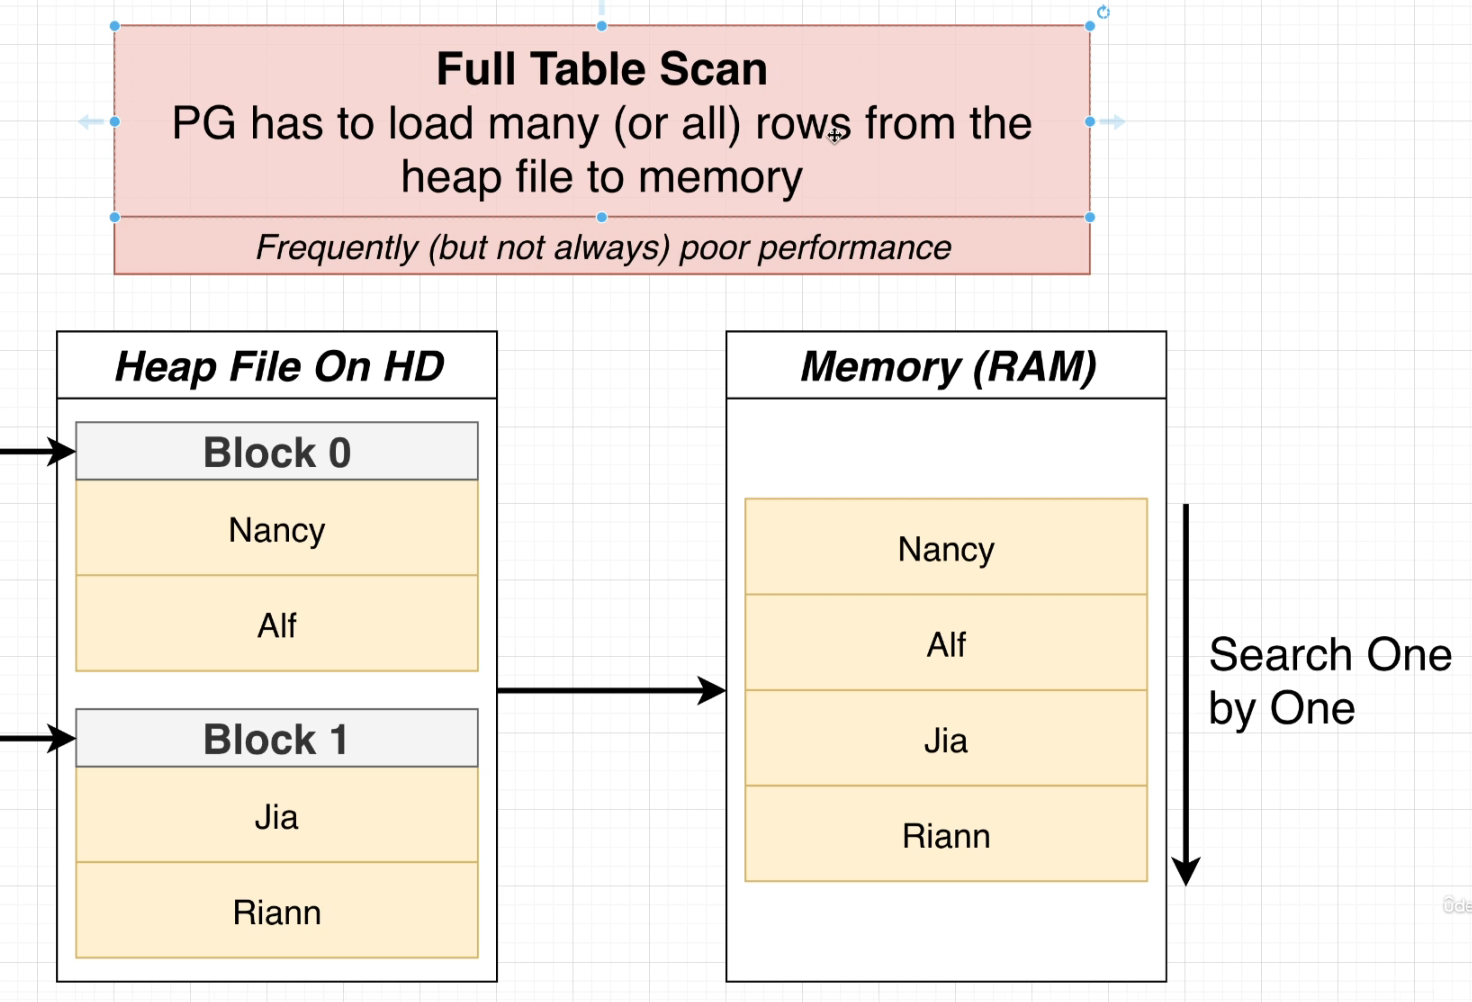 Full Table Scan
PG has to load many (or all) rows from the
heap file to memory
Frequently (but not always) poor performance
Heap File On HD
Block 0
Nancy
Alf
Block 1
Jia
Riann
Memory (RAM)
Nancy
Alf
Jia
Riann
Search One
by One